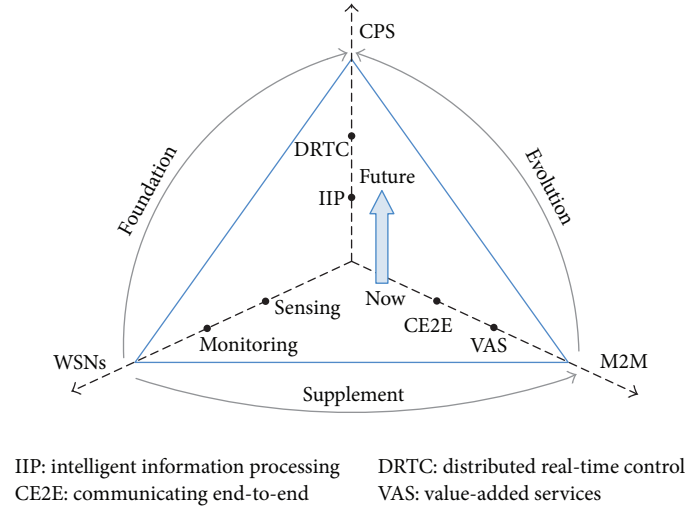 CPS
DRTC
Future
IIP
Foundation
Evolution
Now
Sensing
CE2E
Monitoring
VAS
WSNs
M2M
Supplement
IIP: intelligent information processing
DRTC: distributed real-time control
CE2E: communicating end-to-end
VAS: value-added services